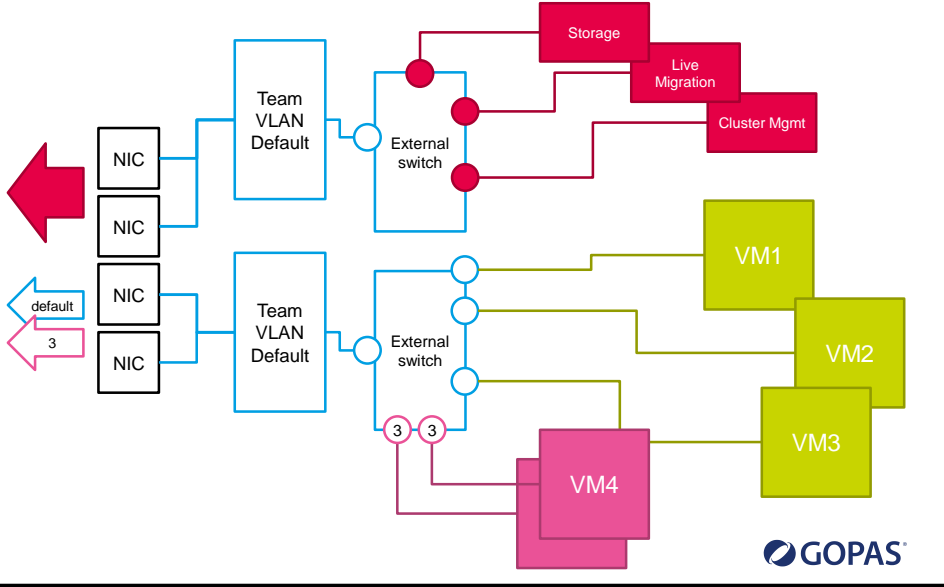 Storage
Live
Migration
Cluster Mgmt
Team
VLAN
Default
External
switch
NIC
NIC
NIC
NIC
default
3
Team
VLAN
Default
External
switch
3
3
VM1
VM2
VM3
VM4
GOPAS